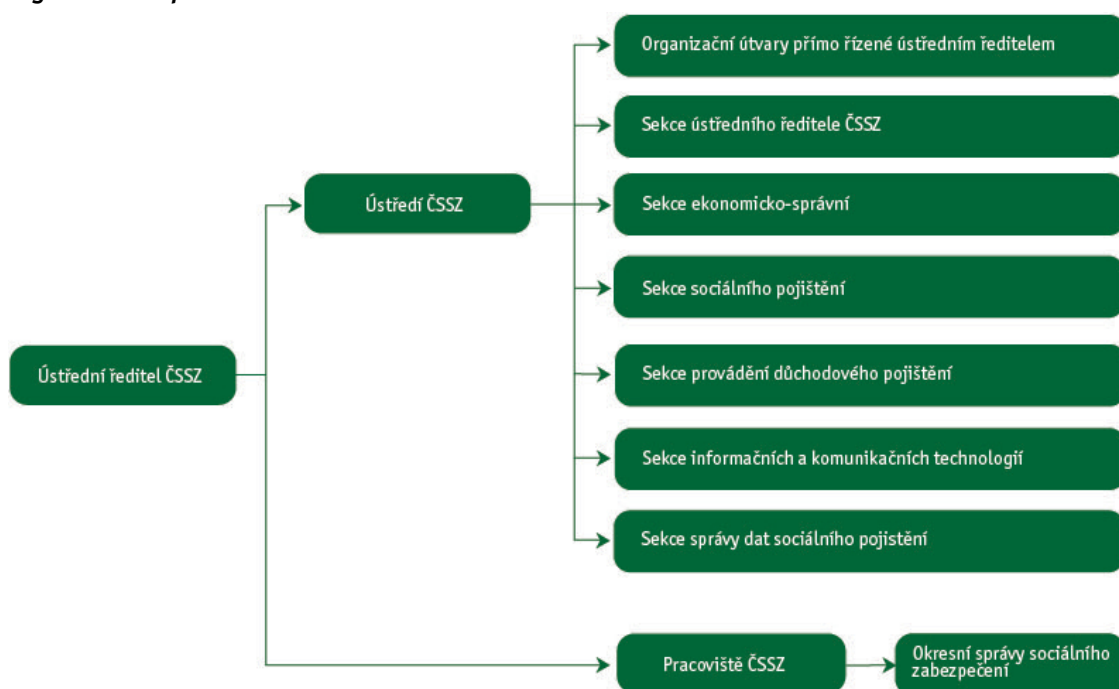 Organizační útvary přímo řízené ústředním ředitelem
Sekce ústředního ředitele ČSSZ
Ústředí ČSSZ
Sekce ekonomicko-správní
Sekce sociálního pojištění
Ústřední ředitel ČSSZ
Sekce provádění důchodového pojištění
Sekce informačních a komunikačních technologií
Sekce správy dat sociálního pojistění
Pracoviště ČSSZ
Okresní správy sociálního
zabezpečení